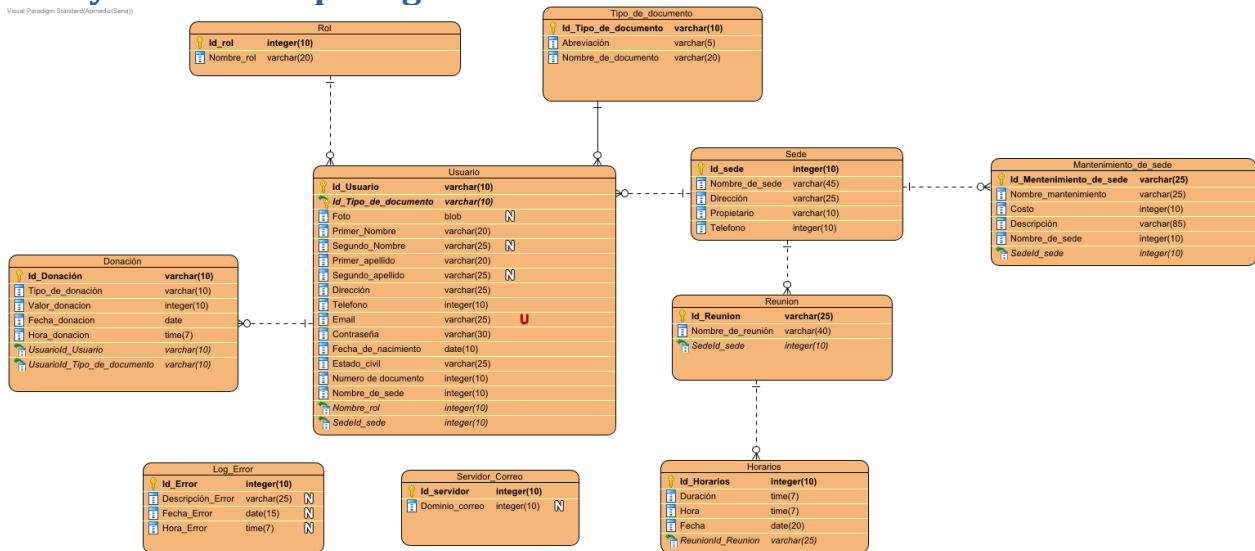 Visual Paradigm Standard(Apmediz(Sena))
Rol
Id_rol integer(10)
Nombre_rol varchar(20)
Tipo_de_documento
Id_Tipo_de_documento varchar(10)
Abreviación varchar(5)
Nombre_de_documento varchar(20)
Usuario
Id_Usuario varchar(10)
Id_Tipo_de_documento varchar(10)
Foto blob N
Primer_Nombre varchar(20)
Segundo_Nombre varchar(25) N
Primer_apellido varchar(20)
Segundo_apellido varchar(25) N
Dirección varchar(25)
Telefono integer(10)
Email varchar(25) U
Contraseña varchar(30)
Fecha_de_nacimiento date(10)
Estado_civil varchar(25)
Numero de documento integer(10)
Nombre_de_sede integer(10)
Nombre_rol integer(10)
SedeId_sede integer(10)
Sede
Id_sede integer(10)
Nombre_de_sede varchar(45)
Dirección varchar(25)
Propietario varchar(10)
Telefono integer(10)
Mantenimiento_de_sede
Id_Mentenimiento_de_sede varchar(25)
Nombre_mantenimiento varchar(25)
Costo integer(10)
Descripción varchar(85)
Nombre_de_sede integer(10)
SedeId_sede integer(10)
Donación
Id_Donación varchar(10)
Tipo_de_donación varchar(10)
Valor_donacion integer(10)
Fecha_donacion date
Hora_donacion time(7)
UsuarioId_Usuario varchar(10)
UsuarioId_Tipo_de_documento varchar(10)
Reunion
Id_Reunion varchar(25)
Nombre_de_reunión varchar(40)
SedeId_sede integer(10)
Log_Error
Id_Error integer(10)
Descripción_Error varchar(25) N
Fecha_Error date(15) N
Hora_Error time(7) N
Servidor_Correo
Id_servidor integer(10)
Dominio_correo integer(10) N
Horarios
Id_Horarios integer(10)
Duración time(7)
Hora time(7)
Fecha date(20)
ReunionId_Reunion varchar(25)